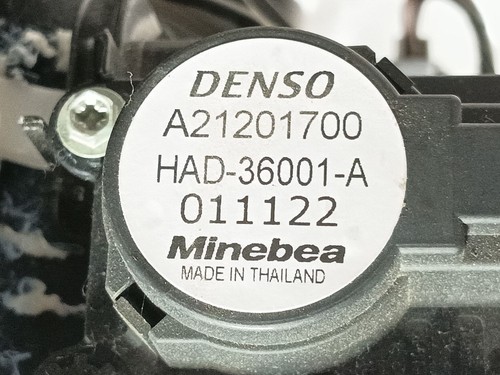 DENSO
A21201700
HAD-36001-A
011122
Minebea
MADE IN THAILAND